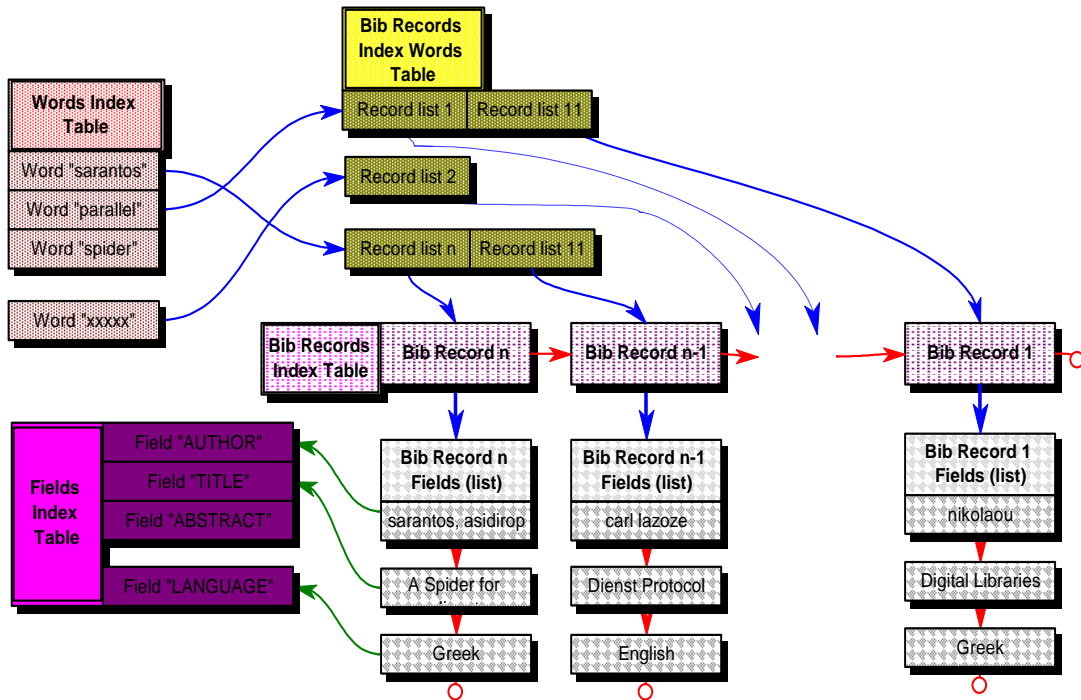 Bib Records
Index Words
Table
Words Index
Table
Record list 1
Record list 11
Word "sarantos"
Record list 2
Word "parallel"
Word "spider"
Record list n
Record list 11
Word "xxxxx"
Bib Records
Index Table
Bib Record n
Bib Record n-1
Bib Record 1
Fields
Index
Table
Field "AUTHOR"
Field "TITLE"
Field "ABSTRACT"
Field "LANGUAGE"
Bib Record n
Fields (list)
sarantos, asidirop
A Spider for
Greek
Bib Record n-1
Fields (list)
carl lazoze
Dienst Protocol
English
Bib Record 1
Fields (list)
nikolaou
Digital Libraries
Greek